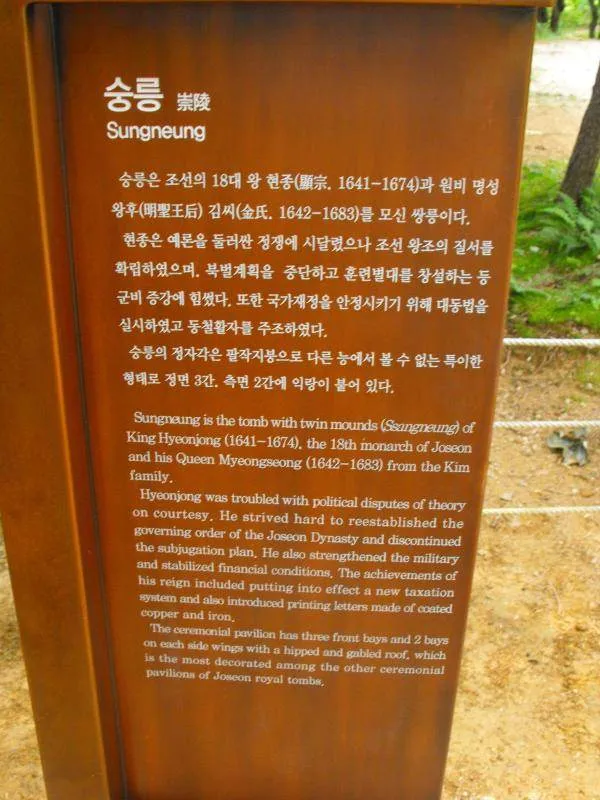 숭릉 崇陵
Sungneung
숭릉은 조선의 18대 왕 현종(顯宗. 1641-1674)과 원비 명성
왕후(明聖王后) 김씨(金氏. 1642-1683)를 모신 쌍릉이다.
현종은 예론을 둘러싼 정쟁에 시달렸으나 조선 왕조의 질서를
확립하였으며. 북벌계획을 중단하고 훈련별대를 창설하는 등
군비 증강에 힘썼다. 또한 국가재정을 안정시키기 위해 대동법을
실시하였고 동철활자를 주조하였다.
숭릉의 정자각은 팔작지붕으로 다른 능에서 볼 수 없는 특이한
형태로 정면 3간. 측면 2간에 익랑이 붙어 있다.
Sungneung is the tomb with twin mounds (Ssangneung) of
King Hyeonjong (1641-1674), the 18th monarch of Joseon
and his Queen Myeongseong (1642-1683) from the Kim
family.
Hyeonjong was troubled with political disputes of theory
on courtesy. He strived hard to reestablished the
governing order of the Joseon Dynasty and discontinued
the subjugation plan. He also strengthened the military
and stabilized financial conditions. The achievements of
his reign included putting into effect a new taxation
system and also introduced printing letters made of coated
copper and iron.
The ceremonial pavilion has three front bays and 2 bays
on each side wings with a hipped and gabled roof, which
is the most decorated among the other ceremonial
pavilions of Joseon royal tombs.